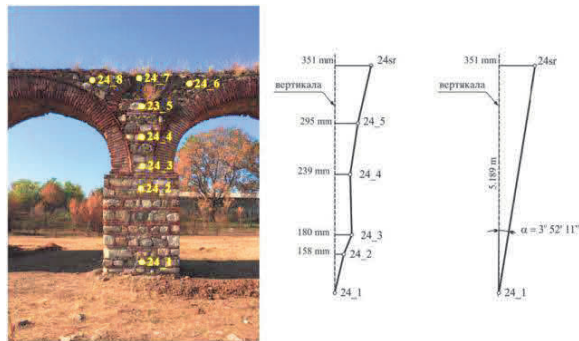 24_8
24_7
24_6
23_5
24_4
24_3
24_2
24_1
351 mm
24sr
вертикала
295 mm
24_5
239 mm
24_4
180 mm
24_3
158 mm
24_2
24_1
351 mm
24sr
вертикала
5.189 m
α = 3° 52' 11"
24_1